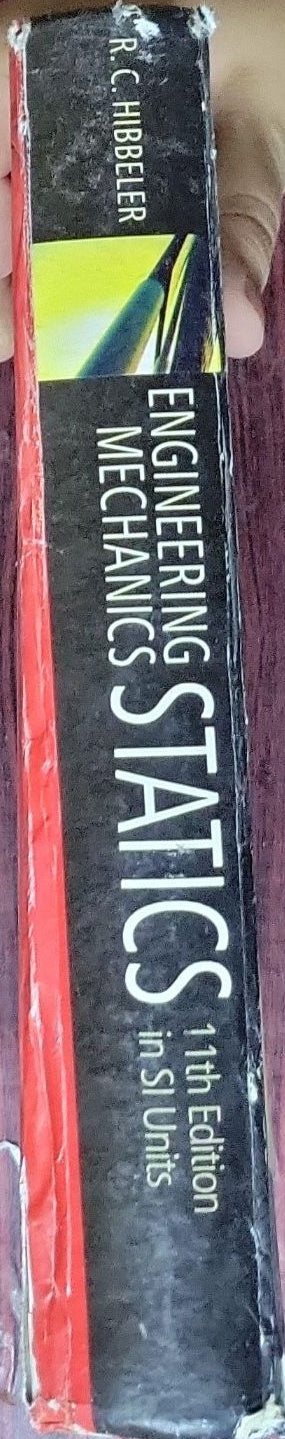 R. C. HIBBELER
ENGINEERING
MECHANICS
STATICS
11th Edition
in SI Units